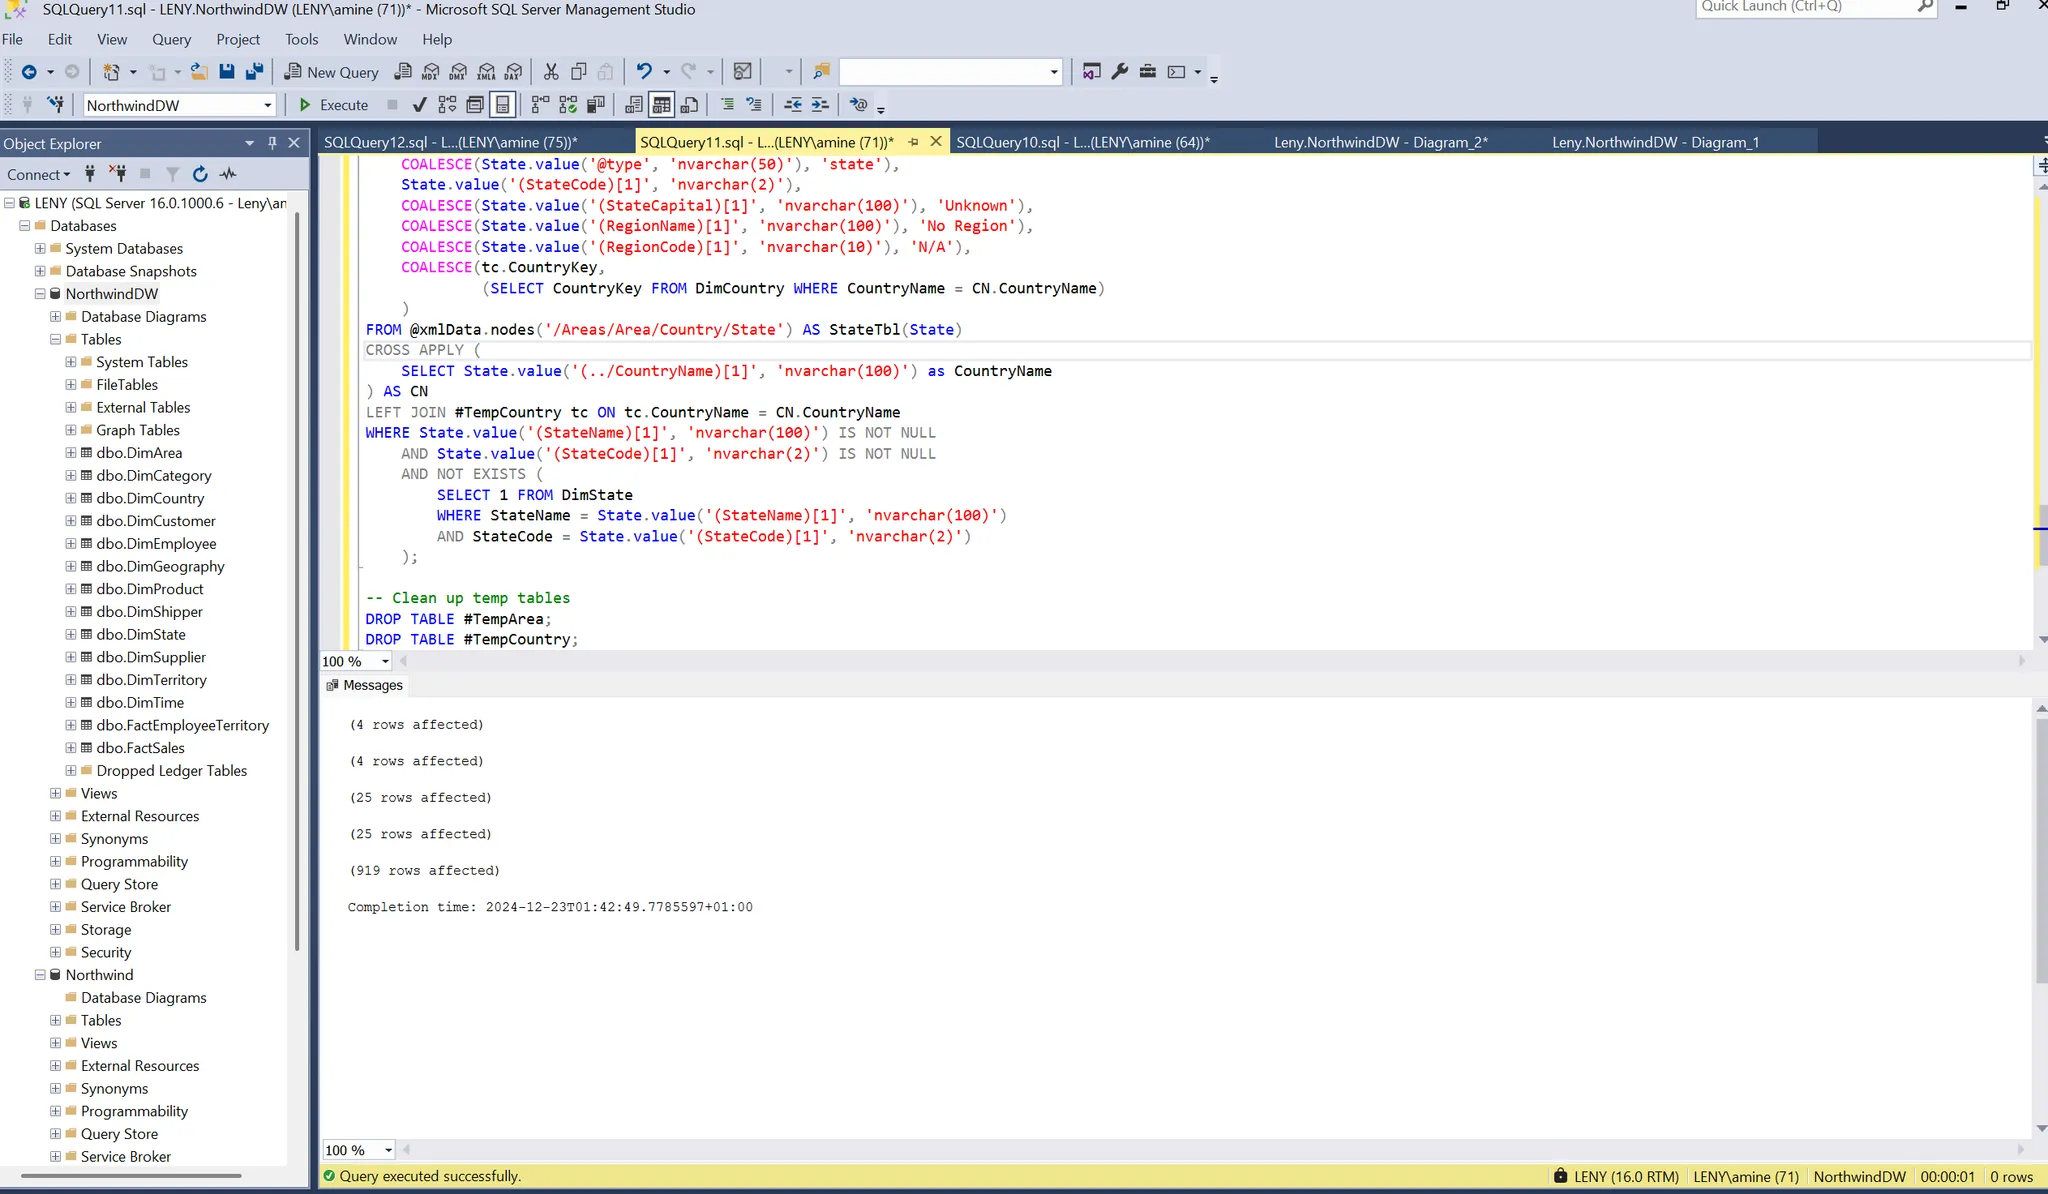 SQLQuery11.sql - LENY.NorthwindDW (LENY\amine (71))* - Microsoft SQL Server Management Studio
Quick Launch (Ctrl+Q)
File Edit View Query Project Tools Window Help
New Query MDX DMX XMLA DAX
NorthwindDW Execute
Object Explorer
SQLQuery12.sql - L...(LENY\amine (75))* SQLQuery11.sql - L...(LENY\amine (71))* SQLQuery10.sql - L...(LENY\amine (64))* Leny.NorthwindDW - Diagram_2* Leny.NorthwindDW - Diagram_1
Connect
LENY (SQL Server 16.0.1000.6 - Leny\an
Databases
System Databases
Database Snapshots
NorthwindDW
Database Diagrams
Tables
System Tables
FileTables
External Tables
Graph Tables
dbo.DimArea
dbo.DimCategory
dbo.DimCountry
dbo.DimCustomer
dbo.DimEmployee
dbo.DimGeography
dbo.DimProduct
dbo.DimShipper
dbo.DimState
dbo.DimSupplier
dbo.DimTerritory
dbo.DimTime
dbo.FactEmployeeTerritory
dbo.FactSales
Dropped Ledger Tables
Views
External Resources
Synonyms
Programmability
Query Store
Service Broker
Storage
Security
Northwind
Database Diagrams
Tables
Views
External Resources
Synonyms
Programmability
Query Store
Service Broker
COALESCE(State.value('@type', 'nvarchar(50)'), 'state'),
State.value('(StateCode)[1]', 'nvarchar(2)'),
COALESCE(State.value('(StateCapital)[1]', 'nvarchar(100)'), 'Unknown'),
COALESCE(State.value('(RegionName)[1]', 'nvarchar(100)'), 'No Region'),
COALESCE(State.value('(RegionCode)[1]', 'nvarchar(10)'), 'N/A'),
COALESCE(tc.CountryKey,
(SELECT CountryKey FROM DimCountry WHERE CountryName = CN.CountryName)
)
FROM @xmlData.nodes('/Areas/Area/Country/State') AS StateTbl(State)
CROSS APPLY (
SELECT State.value('(../CountryName)[1]', 'nvarchar(100)') as CountryName
) AS CN
LEFT JOIN #TempCountry tc ON tc.CountryName = CN.CountryName
WHERE State.value('(StateName)[1]', 'nvarchar(100)') IS NOT NULL
AND State.value('(StateCode)[1]', 'nvarchar(2)') IS NOT NULL
AND NOT EXISTS (
SELECT 1 FROM DimState
WHERE StateName = State.value('(StateName)[1]', 'nvarchar(100)')
AND StateCode = State.value('(StateCode)[1]', 'nvarchar(2)')
);
-- Clean up temp tables
DROP TABLE #TempArea;
DROP TABLE #TempCountry;
100 %
Messages
(4 rows affected)
(4 rows affected)
(25 rows affected)
(25 rows affected)
(919 rows affected)
Completion time: 2024-12-23T01:42:49.7785597+01:00
100 %
Query executed successfully. LENY (16.0 RTM) LENY\amine (71) NorthwindDW 00:00:01 0 rows